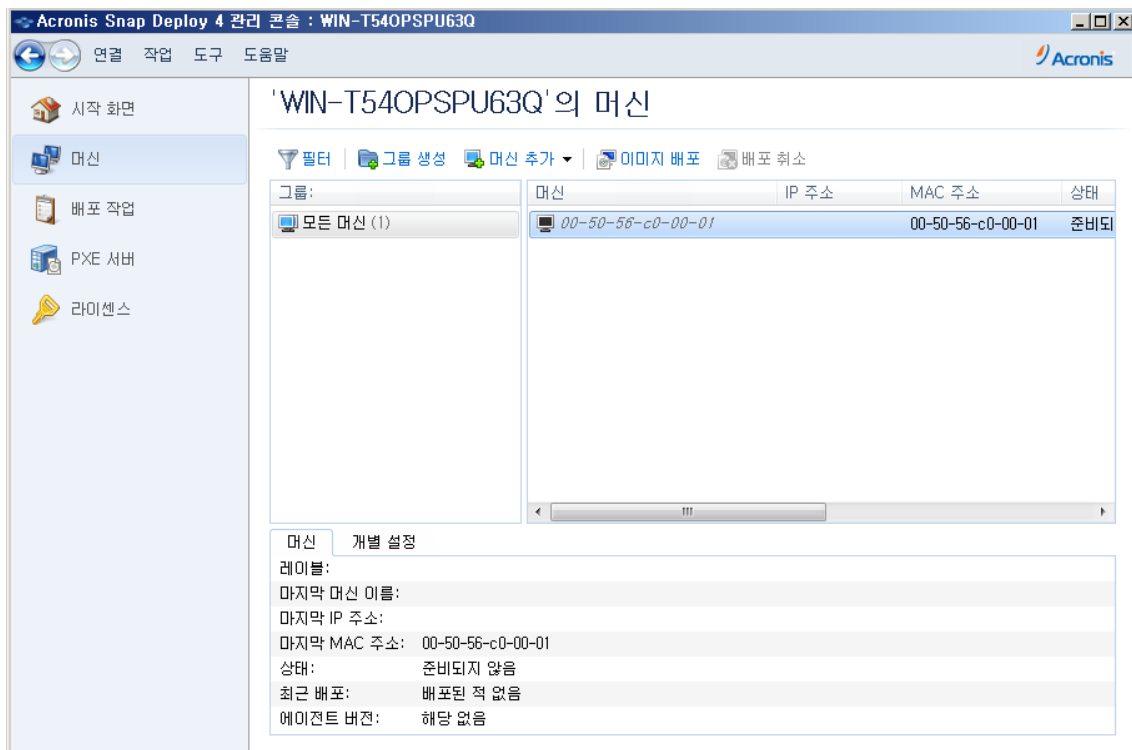 Acronis Snap Deploy 4 관리 콘솔 : WIN-T54OPSPU63Q
연결 작업 도구 도움말
Acronis
시작 화면
머신
배포 작업
PXE 서버
라이센스
'WIN-T54OPSPU63Q'의 머신
필터 그룹 생성 머신 추가 이미지 배포 배포 취소
그룹: 머신 IP 주소 MAC 주소 상태
모든 머신 (1) 00-50-56-c0-00-01 00-50-56-c0-00-01 준비되
머신 개별 설정
레이블:
마지막 머신 이름:
마지막 IP 주소:
마지막 MAC 주소: 00-50-56-c0-00-01
상태: 준비되지 않음
최근 배포: 배포된 적 없음
에이전트 버전: 해당 없음